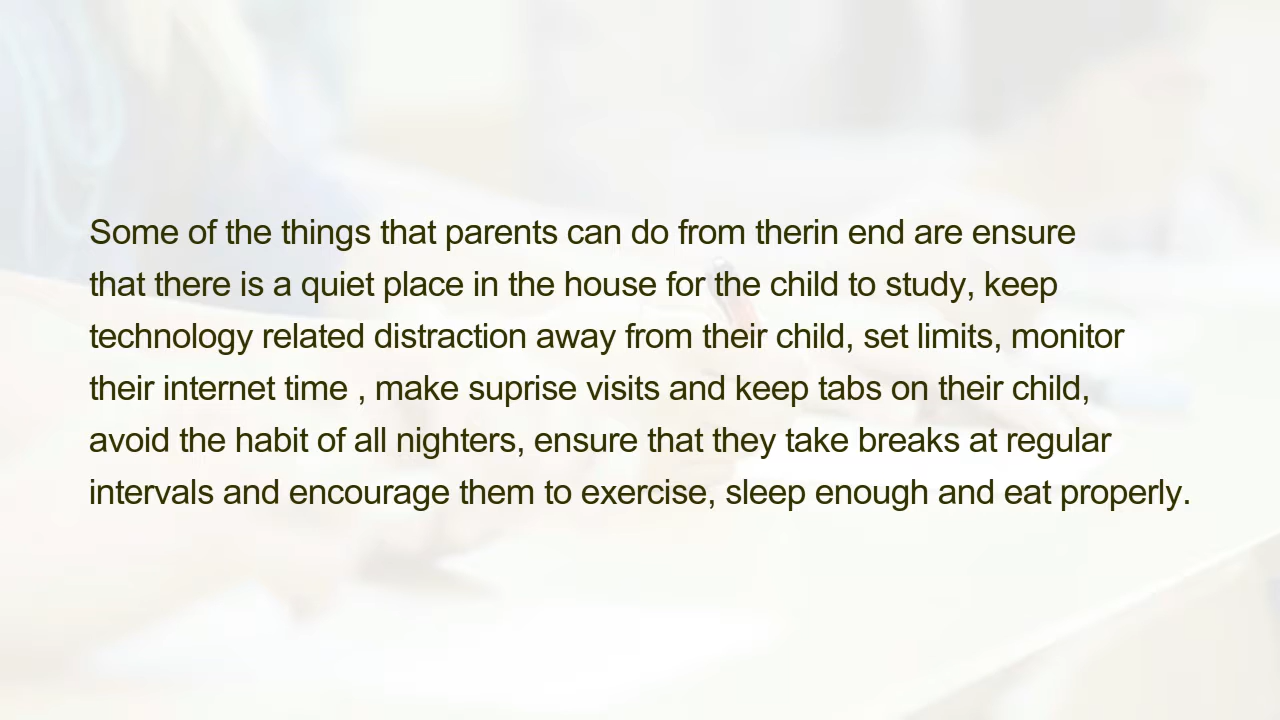 Some of the things that parents can do from therin end are ensure
that there is a quiet place in the house for the child to study, keep
technology related distraction away from their child, set limits, monitor
their internet time , make suprise visits and keep tabs on their child,
avoid the habit of all nighters, ensure that they take breaks at regular
intervals and encourage them to exercise, sleep enough and eat properly.